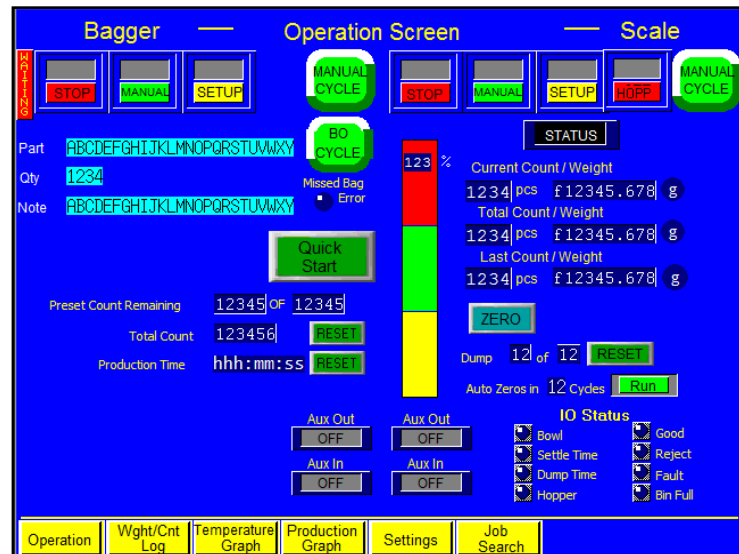 Bagger — Operation Screen — Scale
WAITING
STOP MANUAL SETUP MANUAL CYCLE STOP MANUAL SETUP HOPP MANUAL CYCLE
BO CYCLE
STATUS
Part ABCDEFGHIJKLMNOPQRSTUVWXY
123 %
Current Count / Weight
Qty 1234
Missed Bag Error
1234 pcs £12345.678 g
Note ABCDEFGHIJKLMNOPQRSTUVWXY
Total Count / Weight
1234 pcs £12345.678 g
Quick Start
Last Count / Weight
1234 pcs £12345.678 g
Preset Count Remaining 12345 OF 12345
ZERO
Total Count 123456 RESET
Dump 12 of 12 RESET
Production Time hhh:mm:ss RESET
Auto Zeros in 12 Cycles Run
Aux Out OFF
Aux Out OFF
IO Status
Bowl Good
Settle Time Reject
Aux In OFF
Aux In OFF
Dump Time Fault
Hopper Bin Full
Operation
Wght/Cnt Log
Temperature Graph
Production Graph
Settings
Job Search